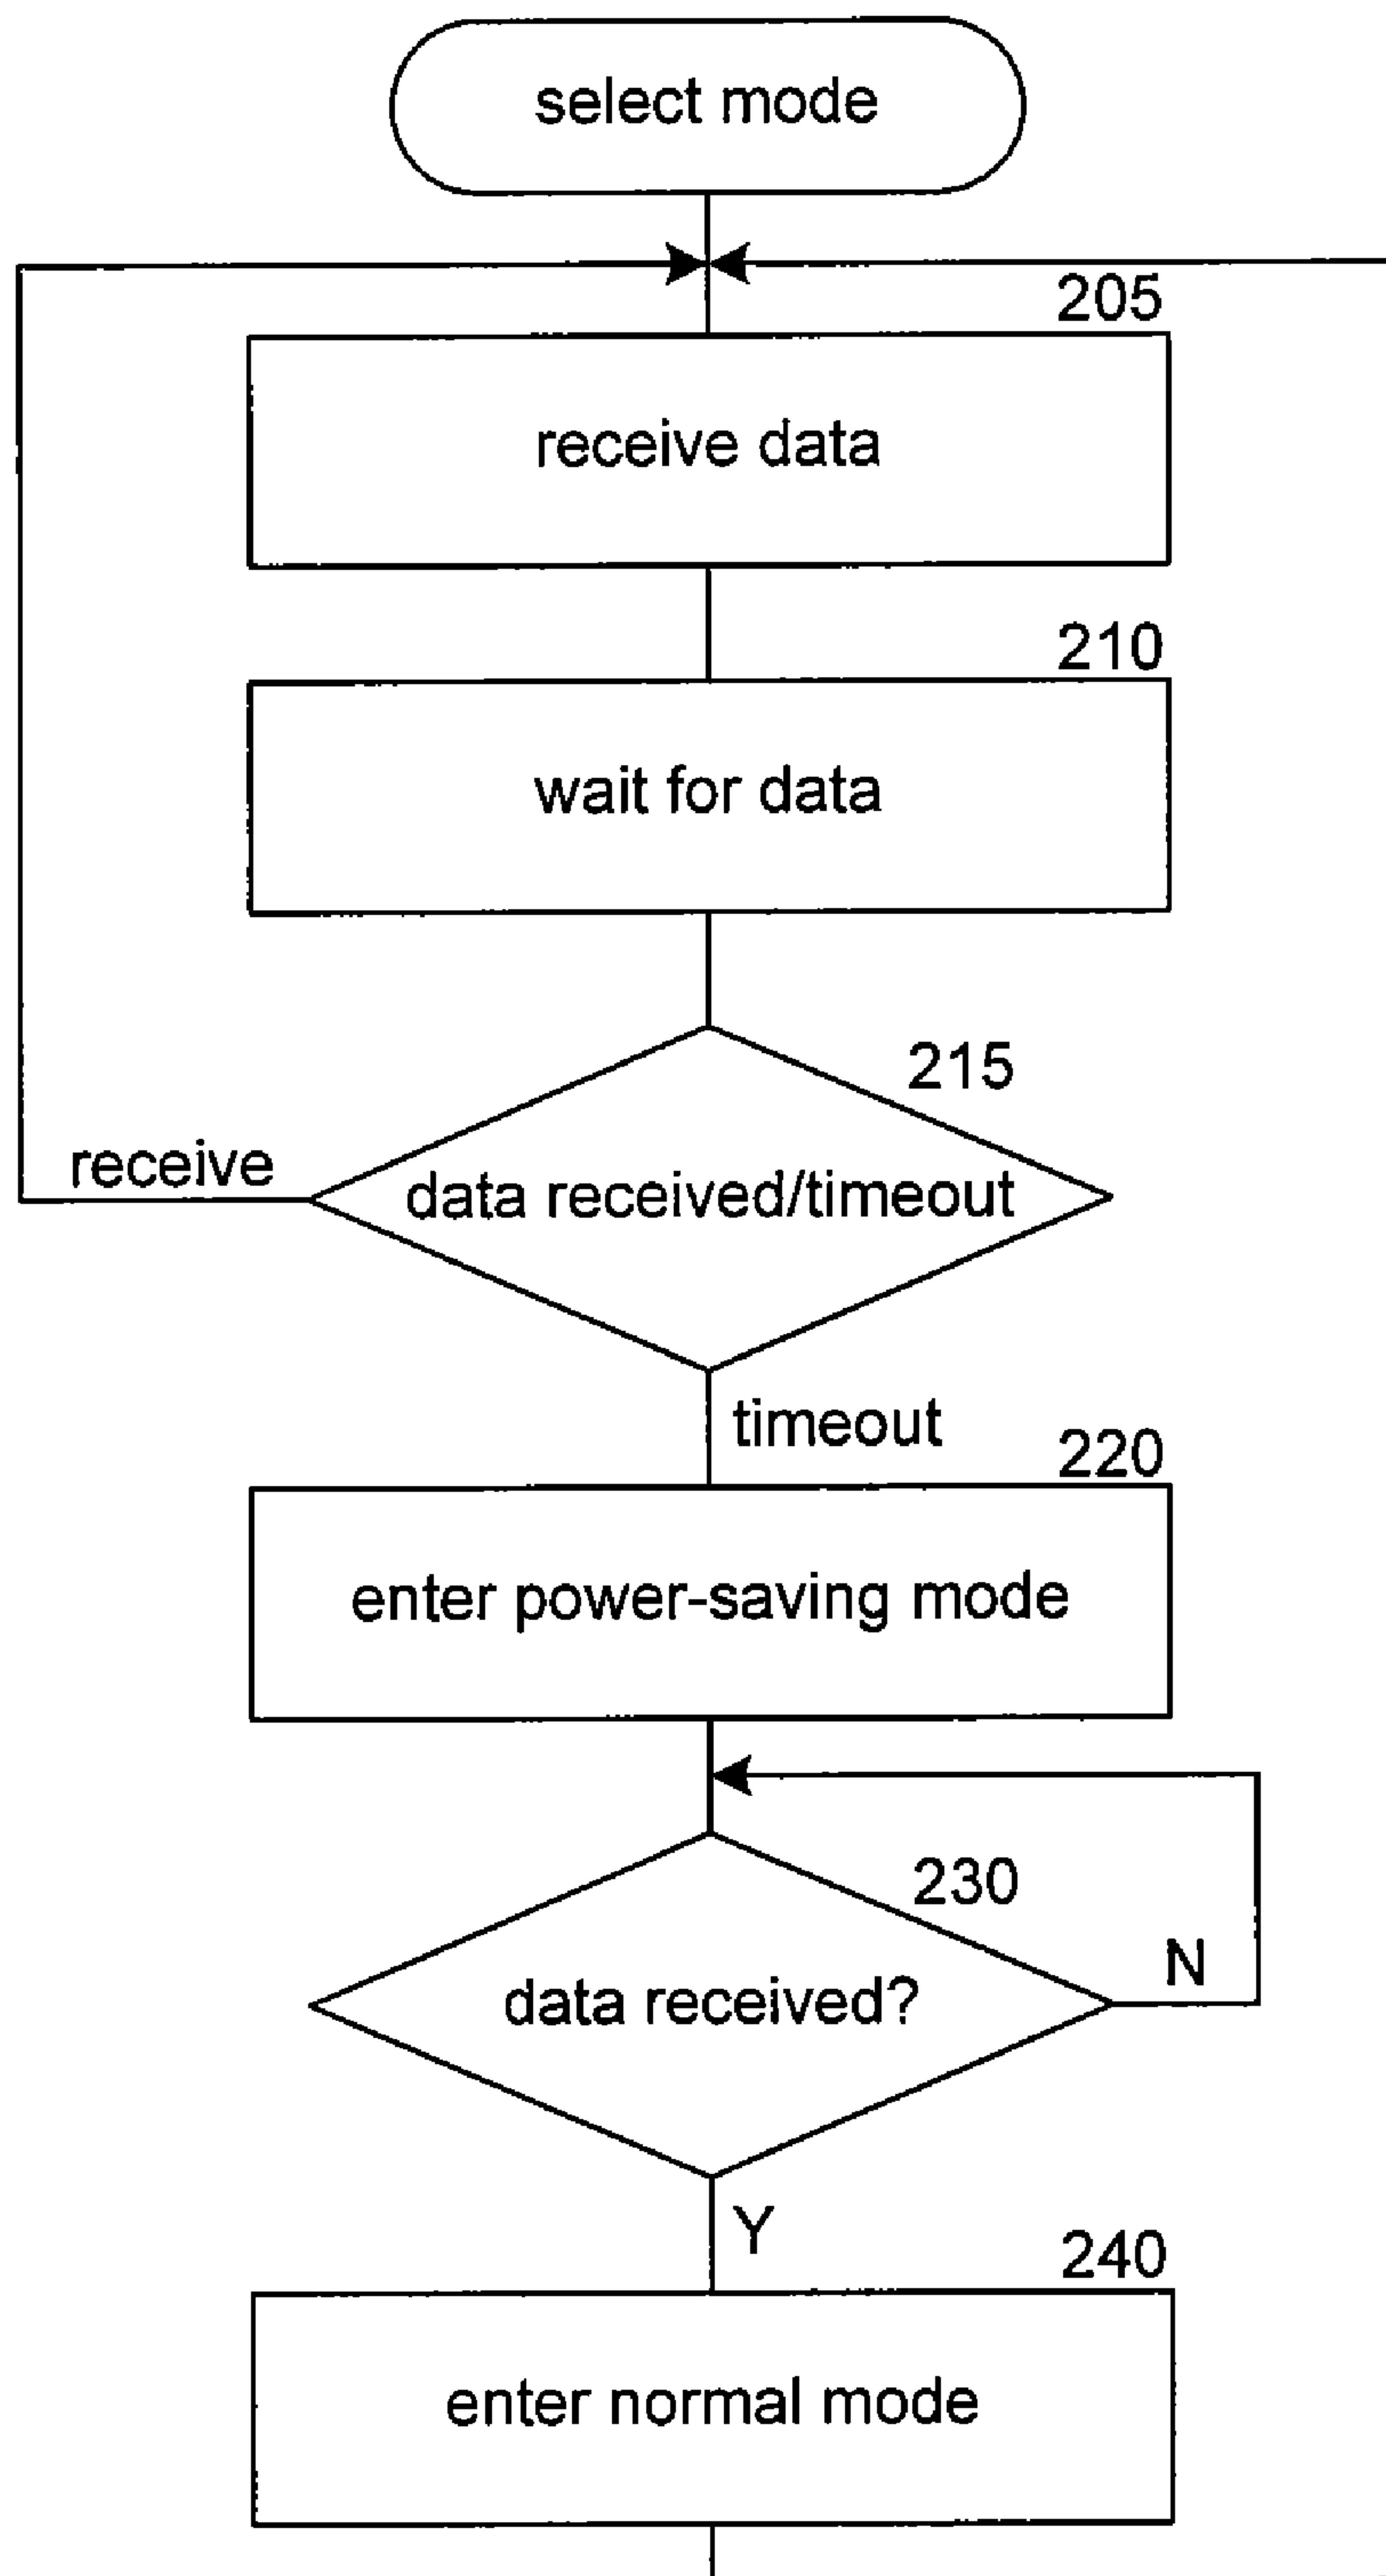 select mode
205
receive data
210
wait for data
215
data received/timeout
receive
timeout
220
enter power-saving mode
230
data received?
N
Y
240
enter normal mode